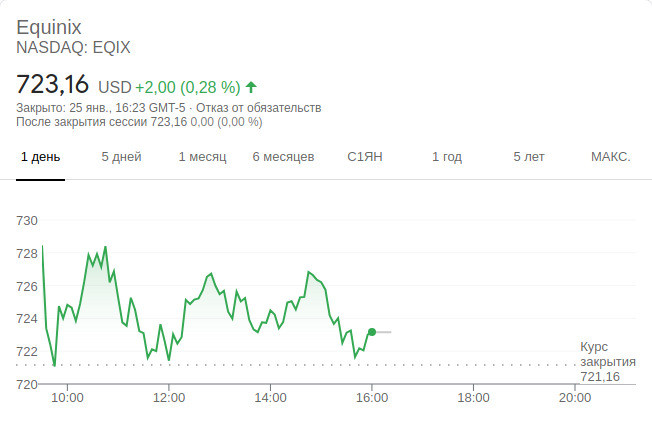 Equinix
NASDAQ: EQIX
723,16 USD +2,00 (0,28 %)
Закрыто: 25 янв., 16:23 GMT-5 · Отказ от обязательств
После закрытия сессии 723,16 0,00 (0,00 %)
1 день 5 дней 1 месяц 6 месяцев С1ЯН 1 год 5 лет МАКС.
730
728
726
724
722
720
Курс
закрытия
721,16
10:00 12:00 14:00 16:00 18:00 20:00